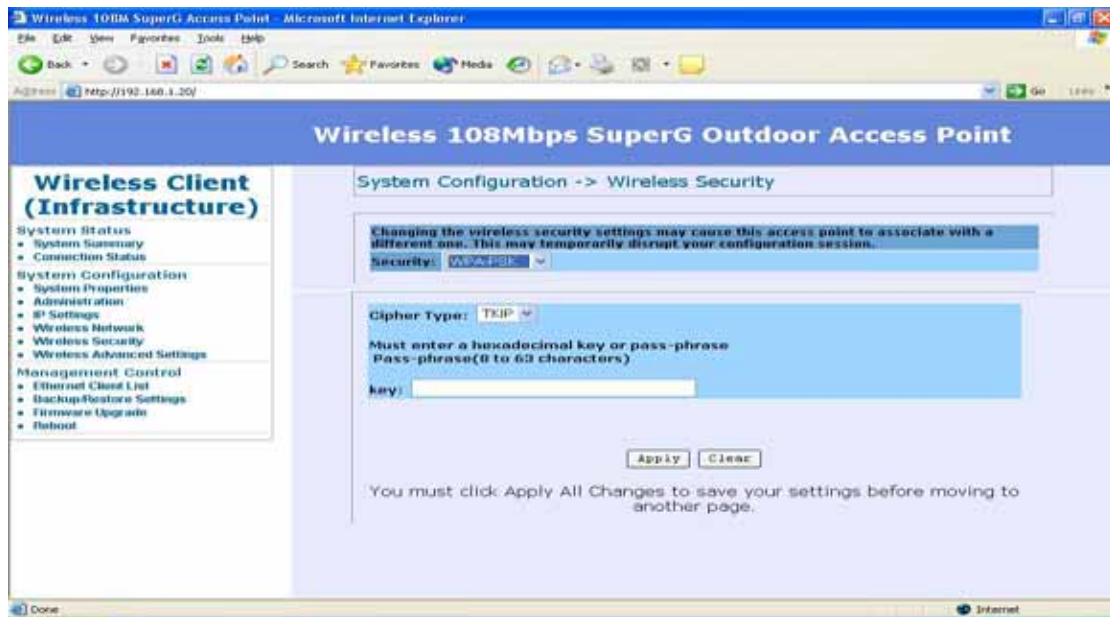 Wireless 108M SuperG Access Point - Microsoft Internet Explorer
File Edit View Favorites Tools Help
Back Search Favorites Media
Address http://192.168.1.20/ Go Links
Wireless 108Mbps SuperG Outdoor Access Point
Wireless Client
(Infrastructure)
System Status
System Summary
Connection Status
System Configuration
System Properties
Administration
IP Settings
Wireless Network
Wireless Security
Wireless Advanced Settings
Management Control
Ethernet Client List
Backup/Restore Settings
Firmware Upgrade
Reboot
System Configuration -> Wireless Security
Changing the wireless security settings may cause this access point to associate with a
different one. This may temporarily disrupt your configuration session.
Security: WPA-PSK
Cipher Type: TKIP
Must enter a hexadecimal key or pass-phrase
Pass-phrase(8 to 63 characters)
key:
Apply Clear
You must click Apply All Changes to save your settings before moving to
another page.
Done Internet